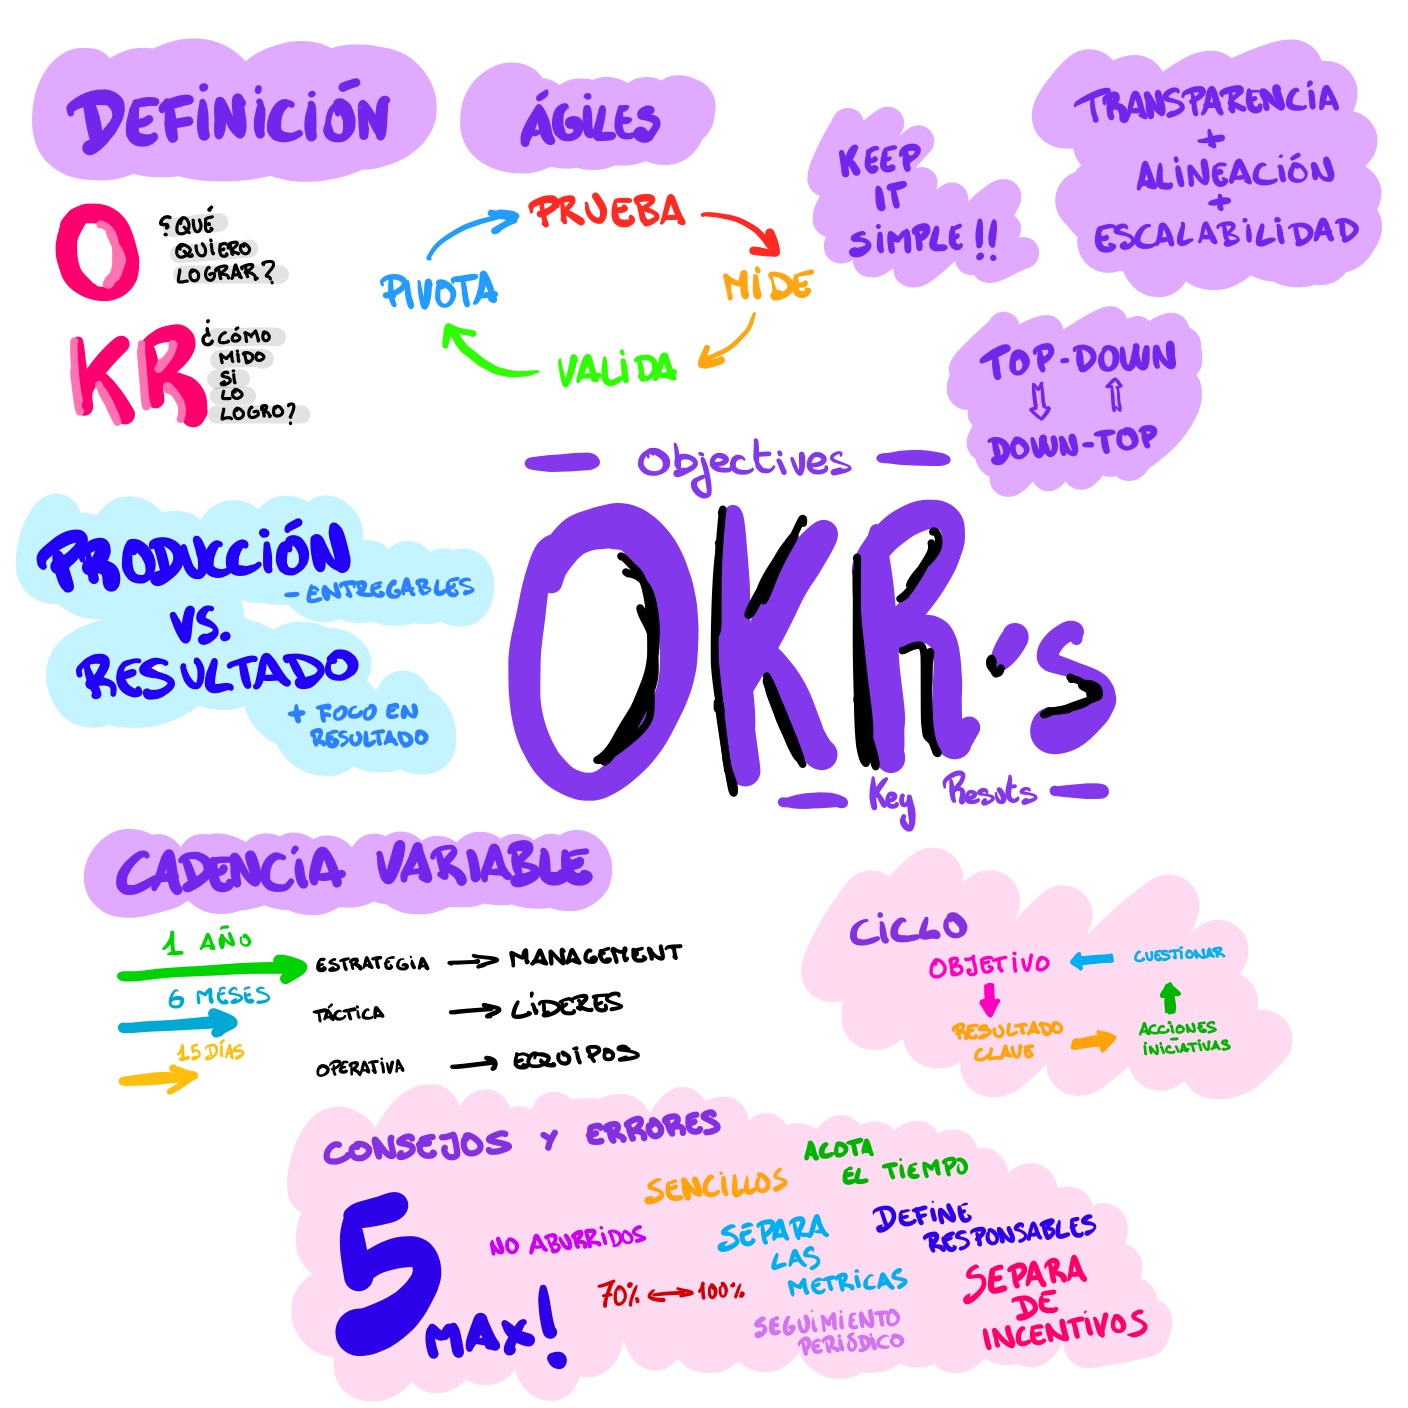 DEFINICIÓN
O
¿QUÉ
QUIERO
LOGRAR?
KR
¿CÓMO
MIDO
SI
LO
LOGRO?
ÁGILES
PRUEBA
MIDE
VALIDA
PIVOTA
KEEP
IT
SIMPLE!!
TRANSPARENCIA
+
ALINEACIÓN
+
ESCALABILIDAD
TOP-DOWN
DOWN-TOP
Objectives
OKR's
Key Resuts
PRODUCCIÓN
- ENTREGABLES
VS.
RESULTADO
+ FOCO EN
RESULTADO
CADENCIA VARIABLE
1 AÑO
ESTRATEGIA → MANAGEMENT
6 MESES
TÁCTICA → LÍDERES
15 DÍAS
OPERATIVA → EQUIPOS
CICLO
OBJETIVO
CUESTIONAR
RESULTADO
CLAVE
ACCIONES
-
INICIATIVAS
CONSEJOS Y ERRORES
5
MAX!
NO ABURRIDOS
SENCILLOS
ACOTA
EL TIEMPO
SEPARA
LAS
METRICAS
DEFINE
RESPONSABLES
70% ↔ 100%
SEGUIMIENTO
PERIÓDICO
SEPARA
DE
INCENTIVOS